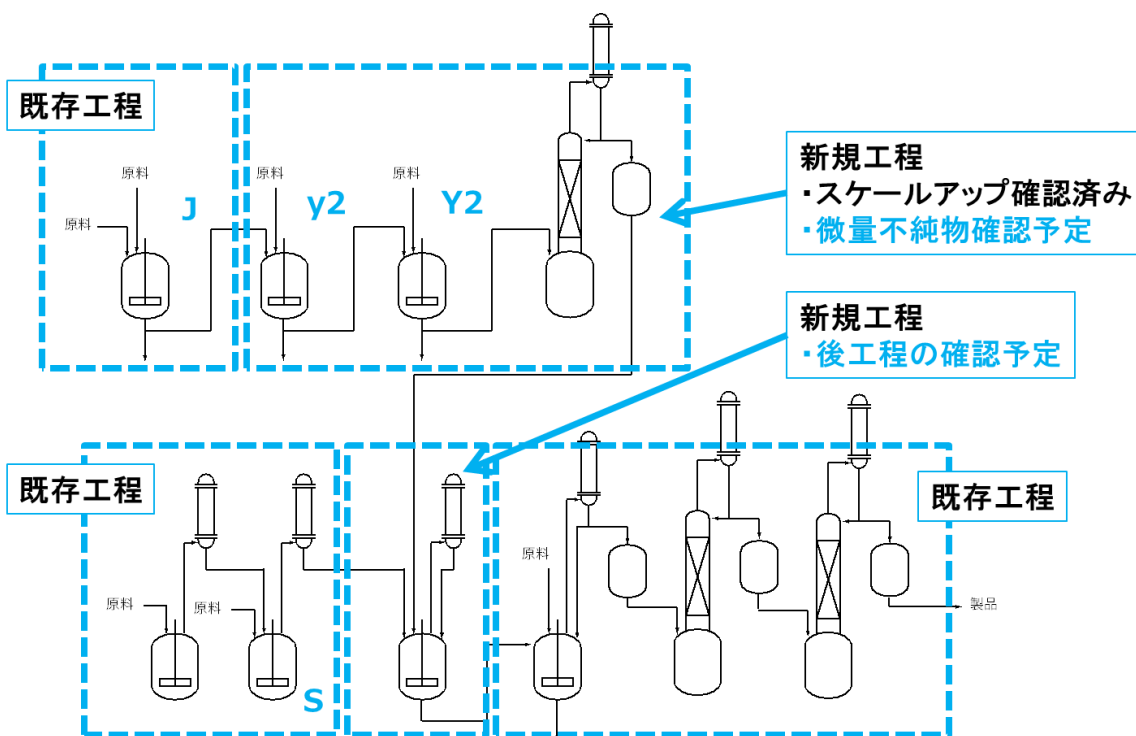 既存工程
原料
原料
J
原料
y2
原料
Y2
新規工程
・スケールアップ確認済み
・微量不純物確認予定
新規工程
・後工程の確認予定
既存工程
原料
原料
S
原料
既存工程
製品